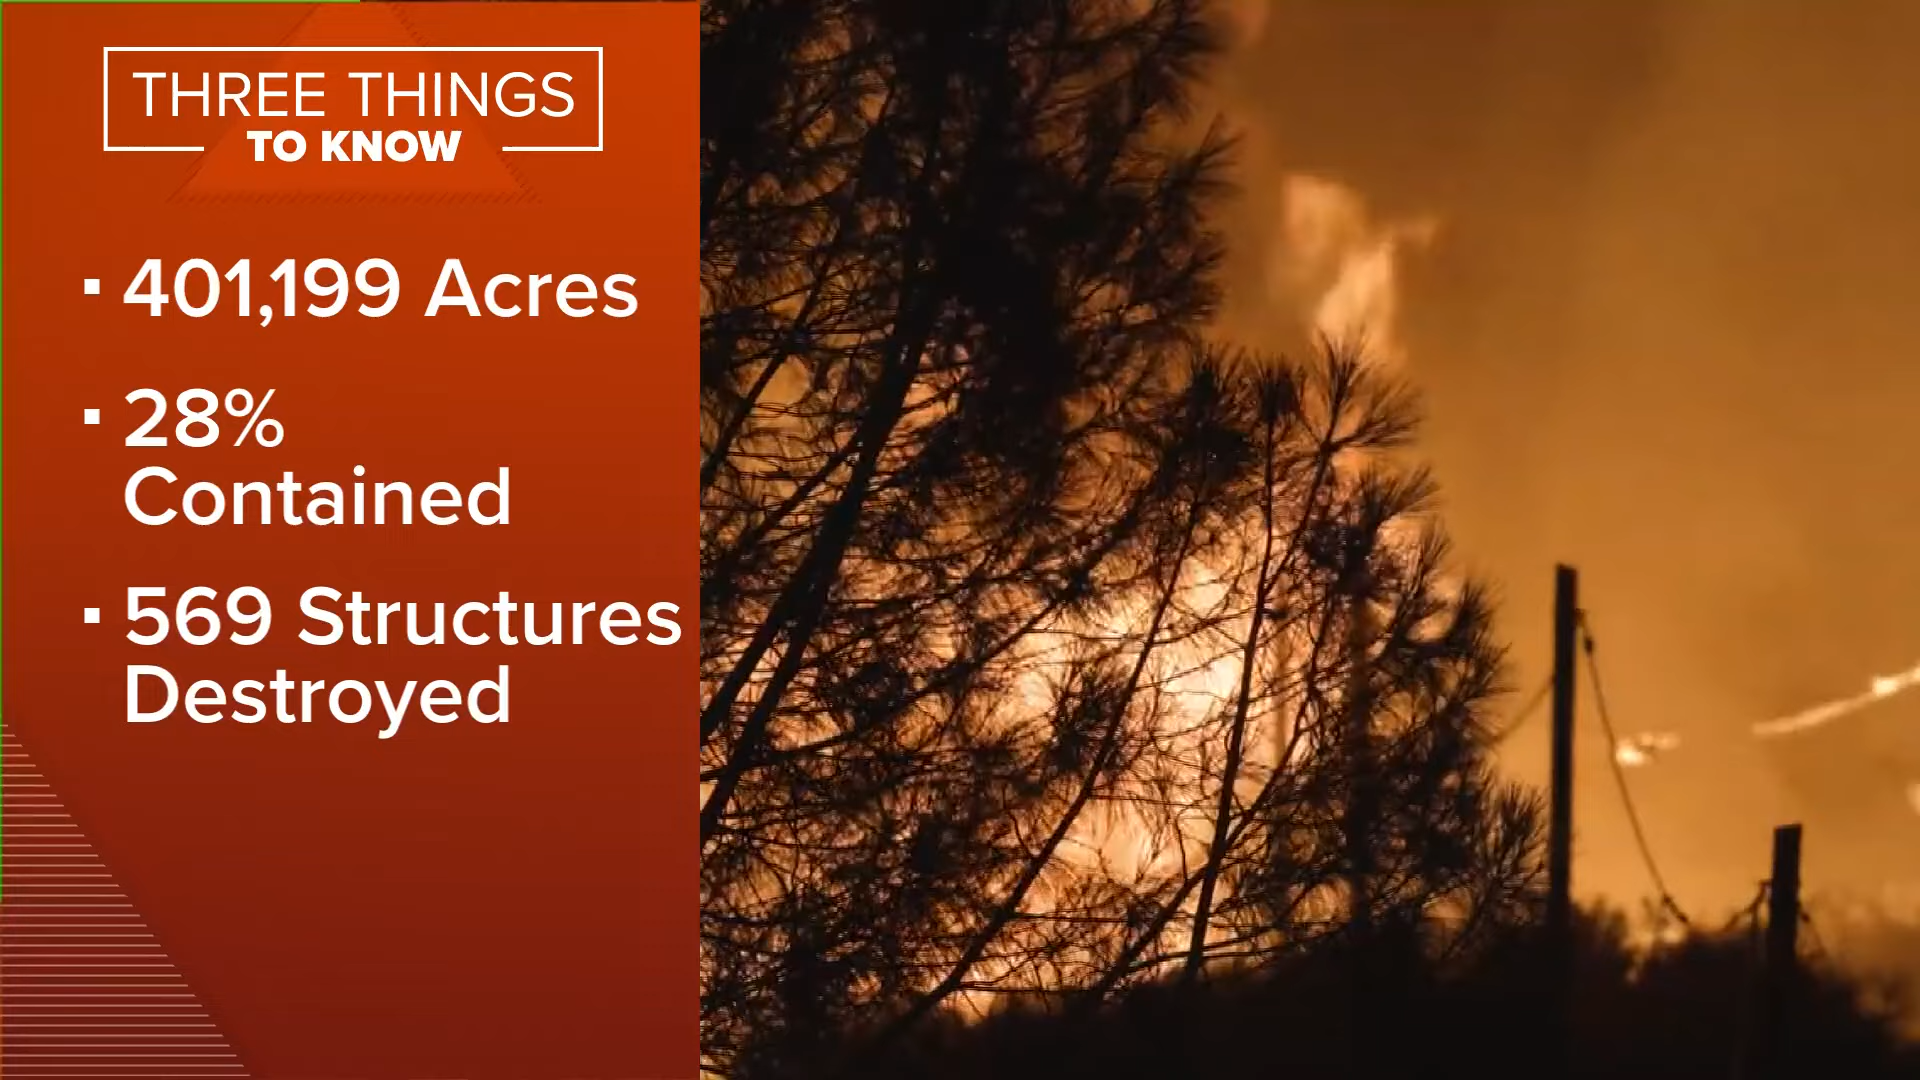 THREE THINGS
TO KNOW
▪ 401,199 Acres
▪ 28%
Contained
▪ 569 Structures
Destroyed